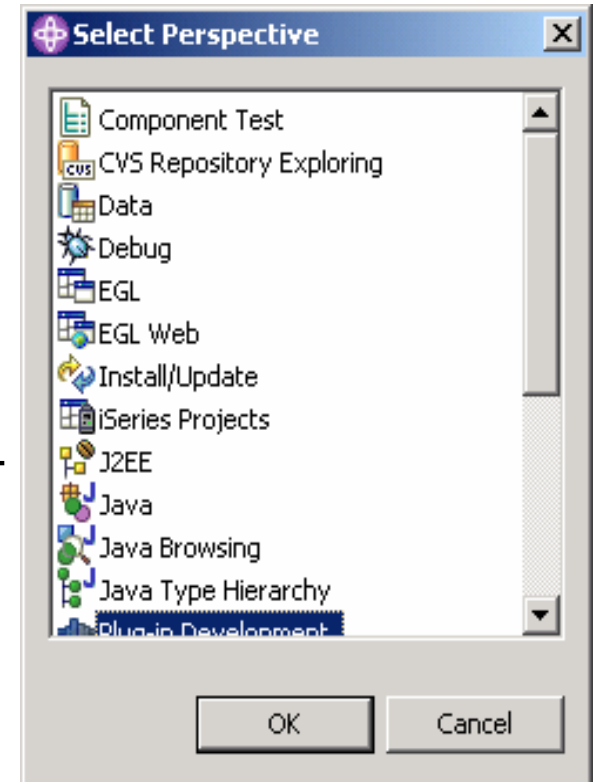 Select Perspective
Component Test
CVS Repository Exploring
Data
Debug
EGL
EGL Web
Install/Update
iSeries Projects
J2EE
Java
Java Browsing
Java Type Hierarchy
Plug-in Development
OK
Cancel